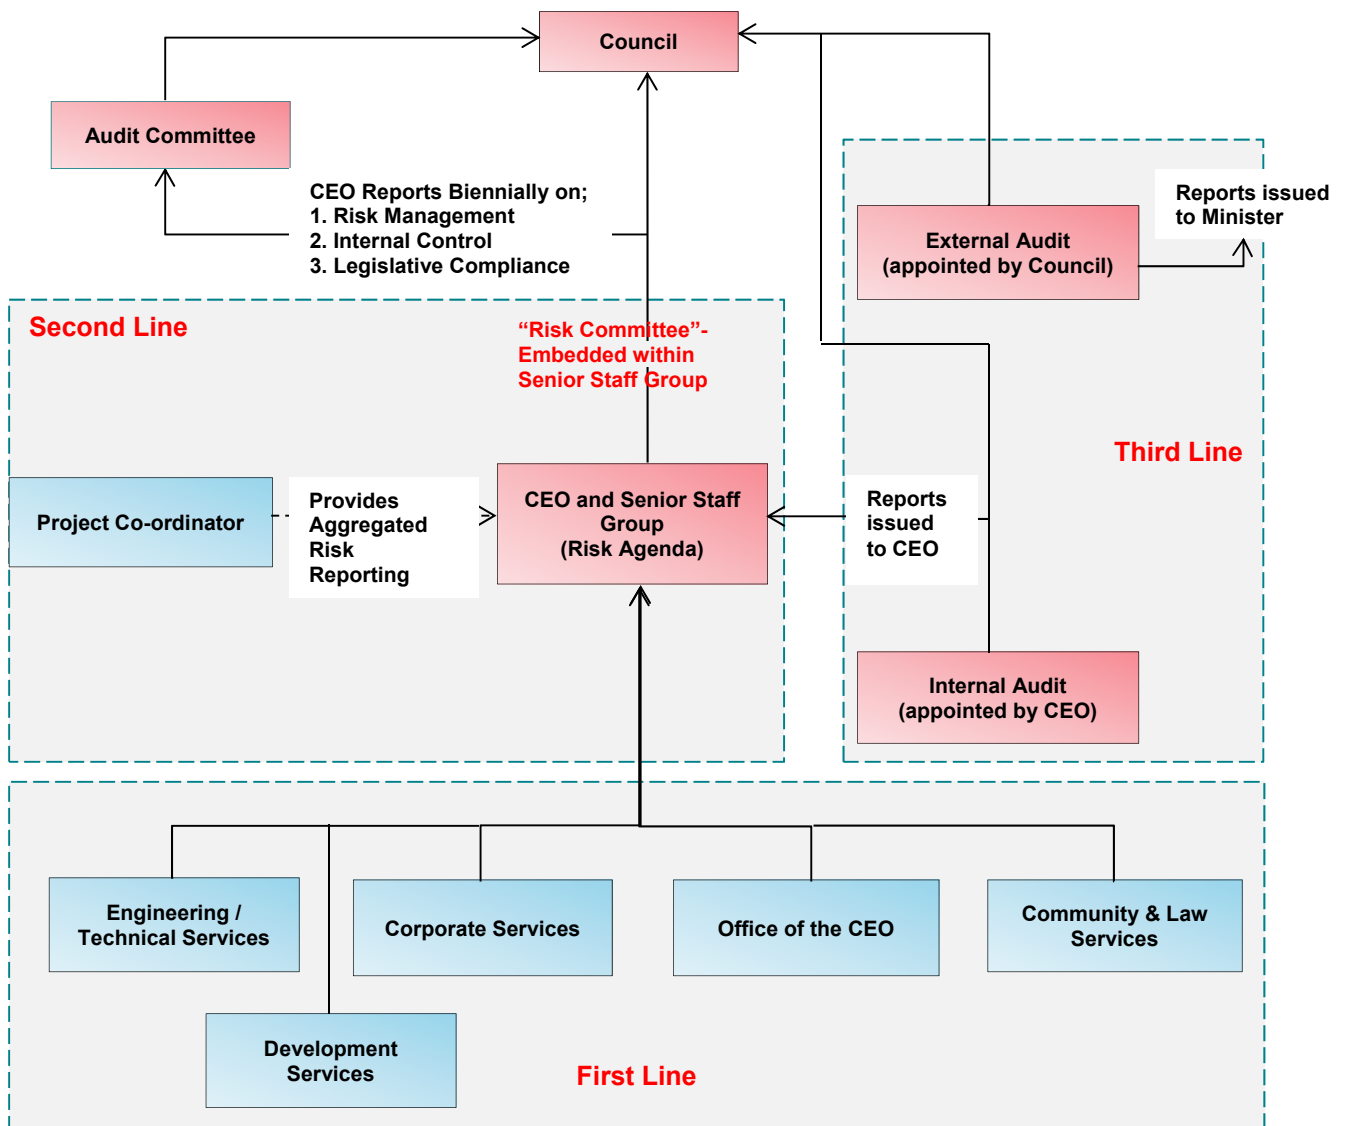 Council
Audit Committee
CEO Reports Biennially on;
1. Risk Management
2. Internal Control
3. Legislative Compliance
Reports issued
to Minister
External Audit
(appointed by Council)
Second Line
“Risk Committee”-
Embedded within
Senior Staff Group
Third Line
Project Co-ordinator
Provides
Aggregated
Risk
Reporting
CEO and Senior Staff
Group
(Risk Agenda)
Reports
issued
to CEO
Internal Audit
(appointed by CEO)
Engineering /
Technical Services
Corporate Services
Office of the CEO
Community & Law
Services
Development
Services
First Line